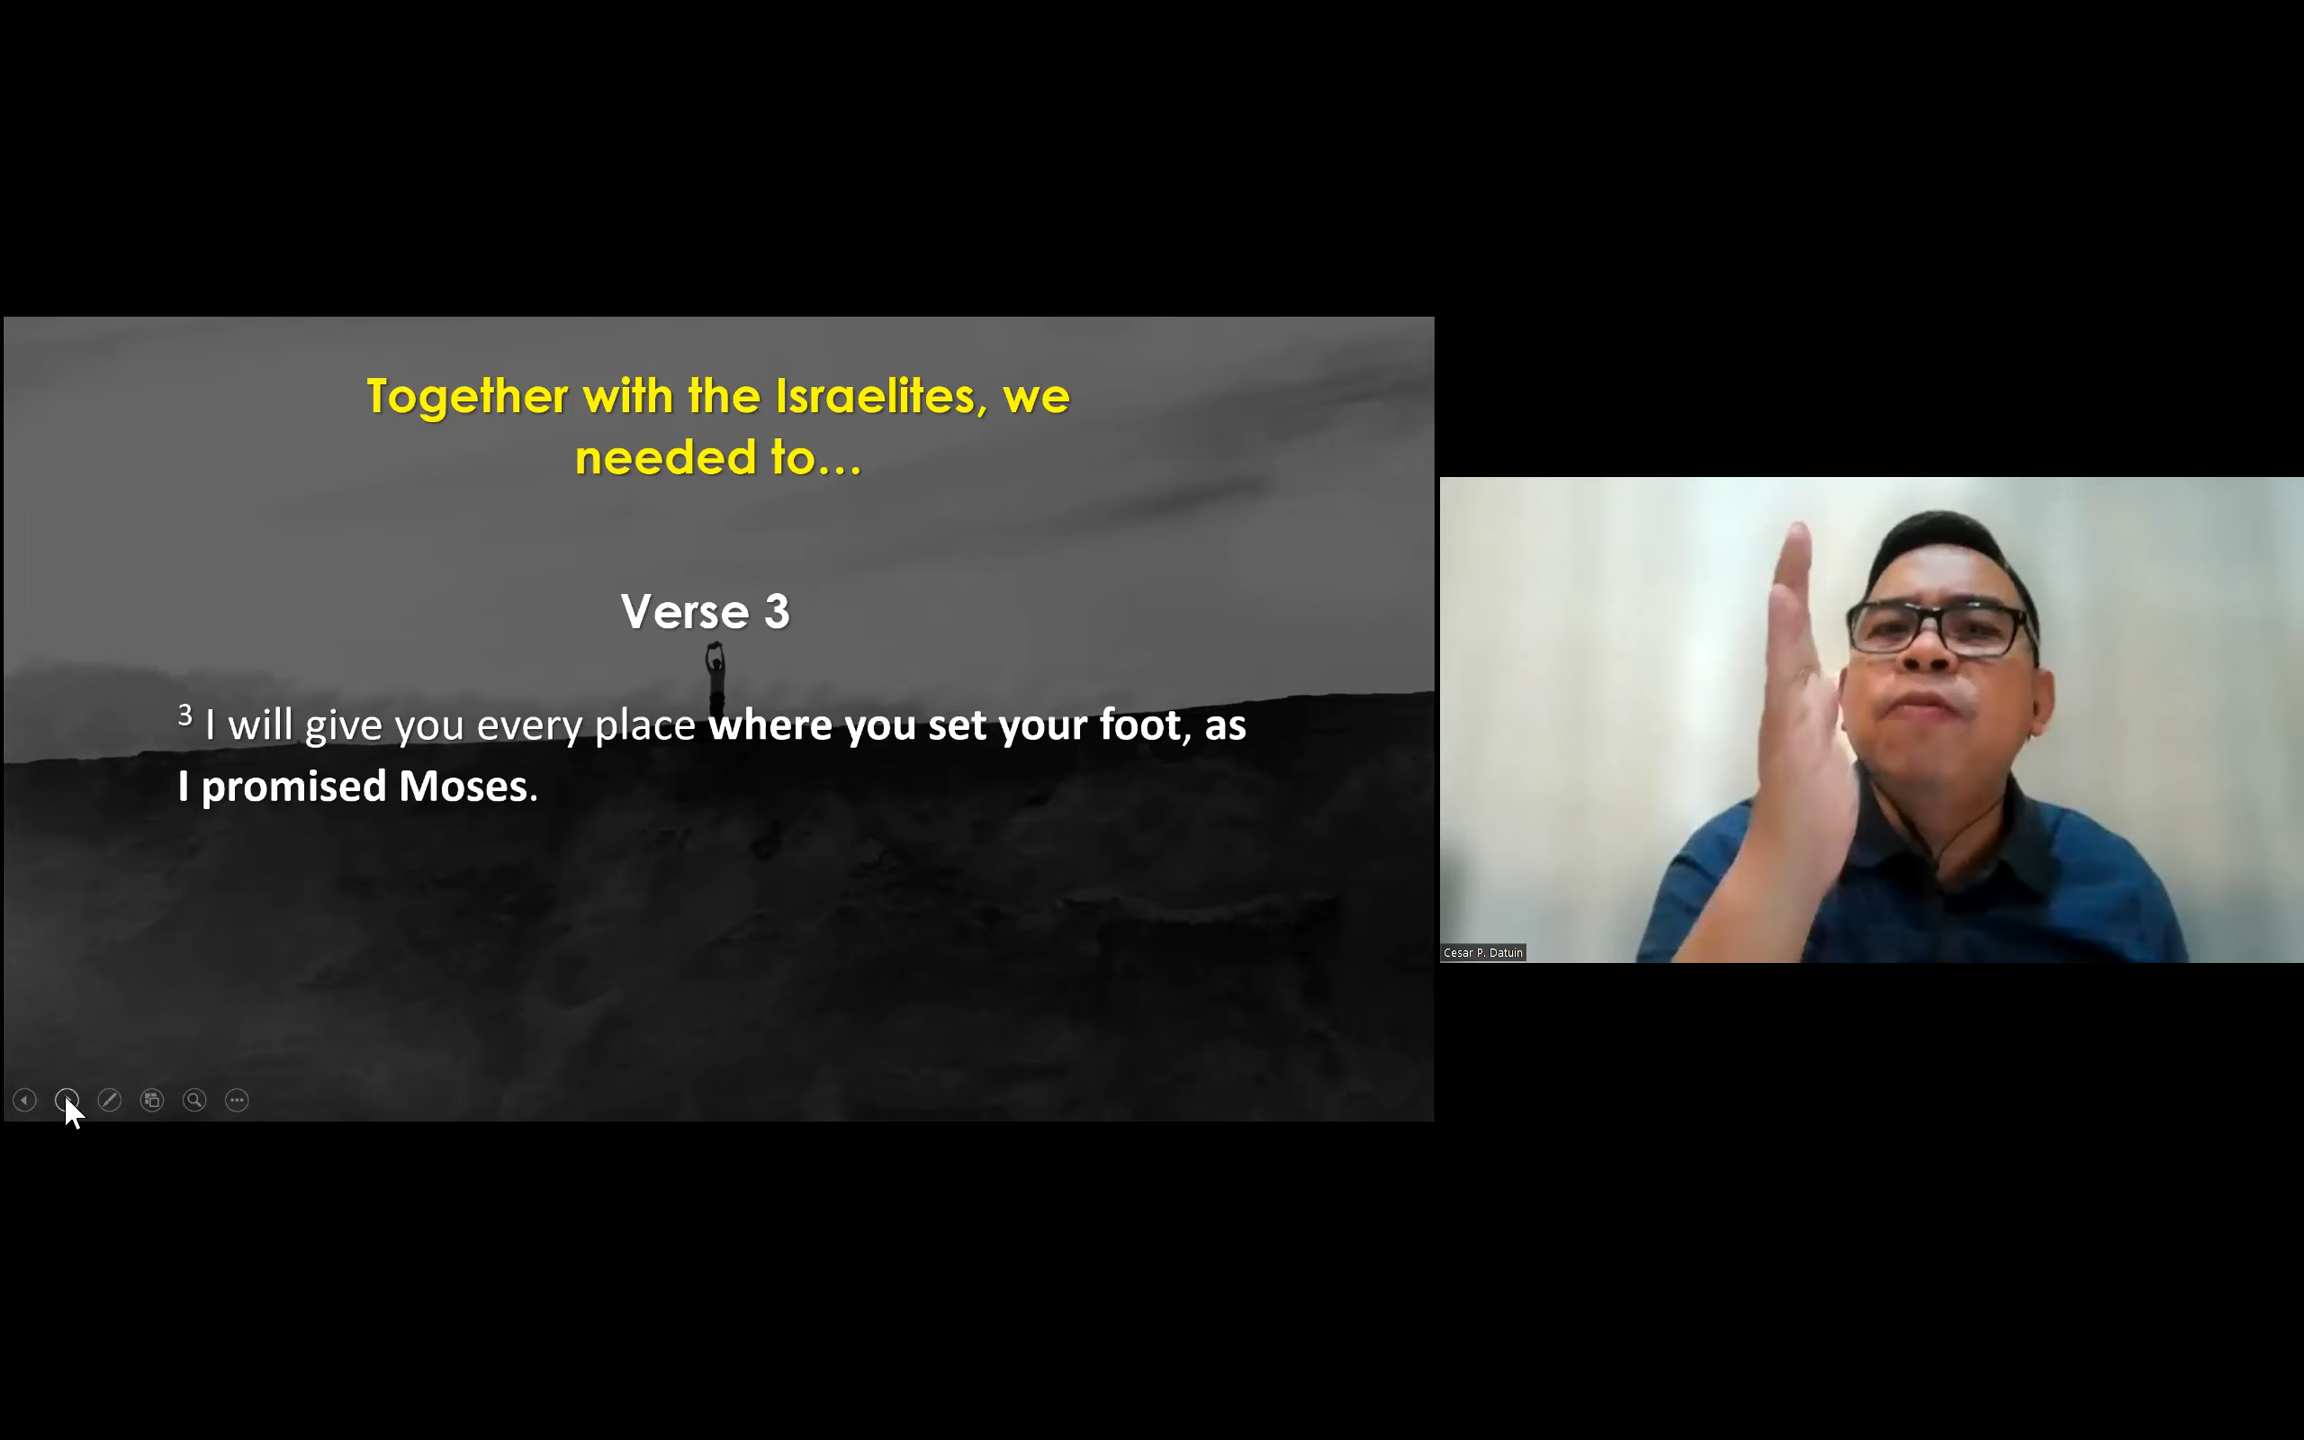 Together with the Israelites, we
needed to...
Verse 3
3 I will give you every place where you set your foot, as
I promised Moses.
Cesar P. Datuin